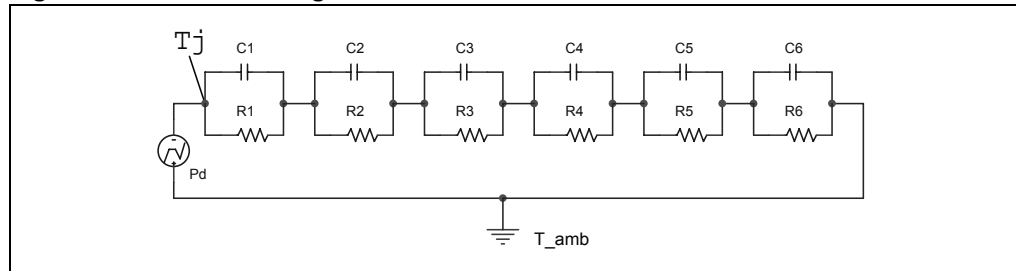 Tj
C1 C2 C3 C4 C5 C6
R1 R2 R3 R4 R5 R6
Pd
T_amb